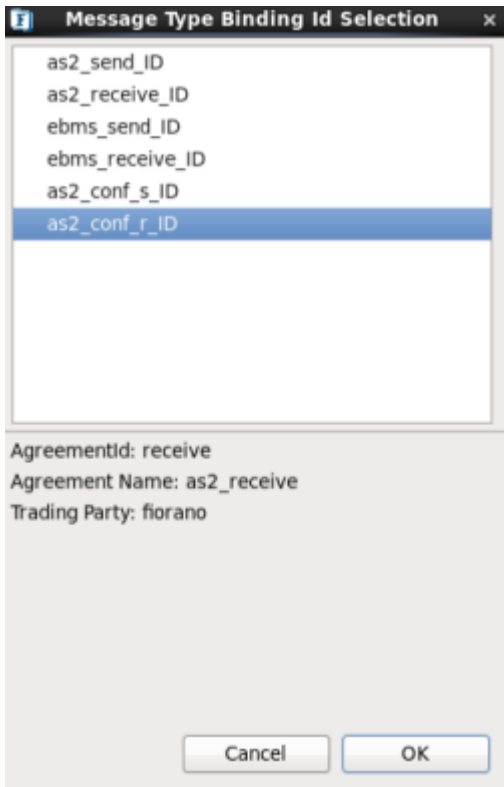 Message Type Binding Id Selection
as2_send_ID
as2_receive_ID
ebms_send_ID
ebms_receive_ID
as2_conf_s_ID
as2_conf_r_ID
AgreementId: receive
Agreement Name: as2_receive
Trading Party: fiorano
Cancel OK